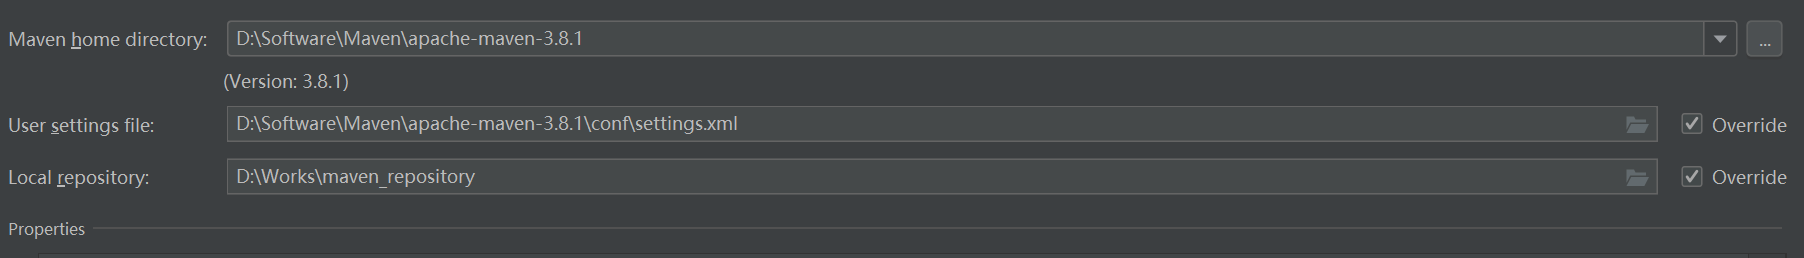 Maven home directory: D:\Software\Maven\apache-maven-3.8.1 ...
(Version: 3.8.1)
User settings file: D:\Software\Maven\apache-maven-3.8.1\conf\settings.xml Override
Local repository: D:\Works\maven_repository Override
Properties